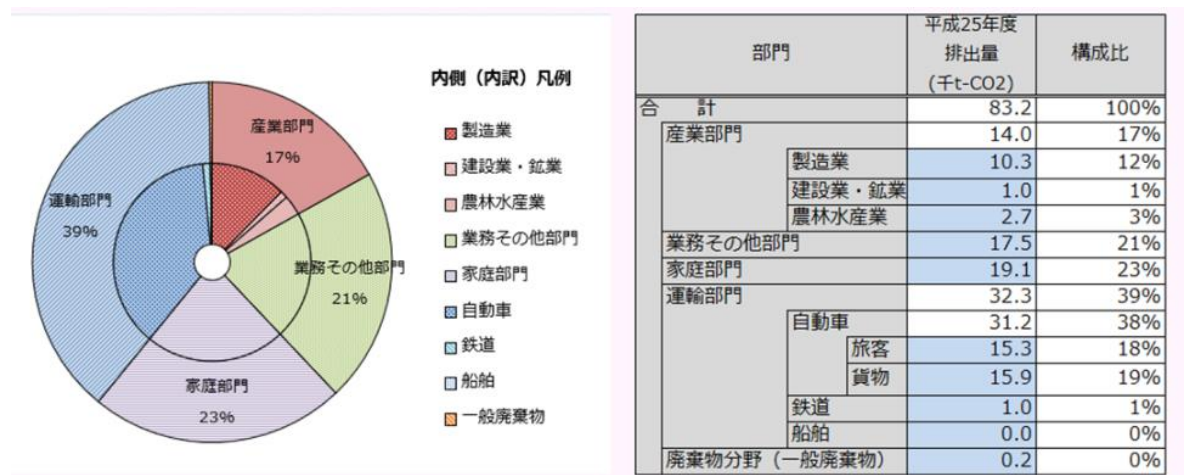 産業部門
17%
運輸部門
39%
業務その他部門
21%
家庭部門
23%
内側（内訳）凡例
製造業
建設業・鉱業
農林水産業
業務その他部門
家庭部門
自動車
鉄道
船舶
一般廃棄物
部門 平成25年度 排出量 (千t-CO2) 構成比
合 計 83.2 100%
産業部門 14.0 17%
製造業 10.3 12%
建設業・鉱業 1.0 1%
農林水産業 2.7 3%
業務その他部門 17.5 21%
家庭部門 19.1 23%
運輸部門 32.3 39%
自動車 31.2 38%
旅客 15.3 18%
貨物 15.9 19%
鉄道 1.0 1%
船舶 0.0 0%
廃棄物分野（一般廃棄物） 0.2 0%